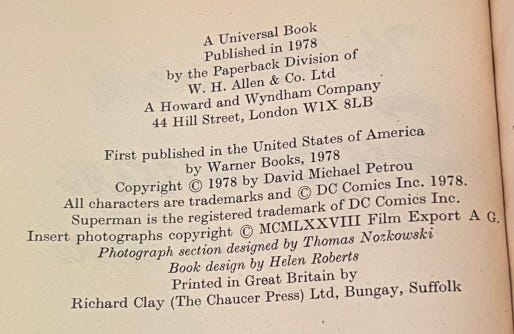 A Universal Book
Published in 1978
by the Paperback Division of
W. H. Allen & Co. Ltd
A Howard and Wyndham Company
44 Hill Street, London W1X 8LB
First published in the United States of America
by Warner Books, 1978
Copyright © 1978 by David Michael Petrou
All characters are trademarks and © DC Comics Inc. 1978.
Superman is the registered trademark of DC Comics Inc.
Insert photographs copyright © MCMLXXVIII Film Export A G.
Photograph section designed by Thomas Nozkowski
Book design by Helen Roberts
Printed in Great Britain by
Richard Clay (The Chaucer Press) Ltd, Bungay, Suffolk